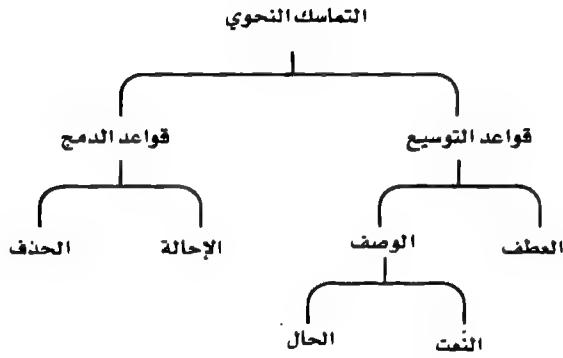 التماسك النحوي
قواعد التوسيع
قواعد الدمج
العطف
الوصف
الإحالة
الحذف
النَّعت
الحال